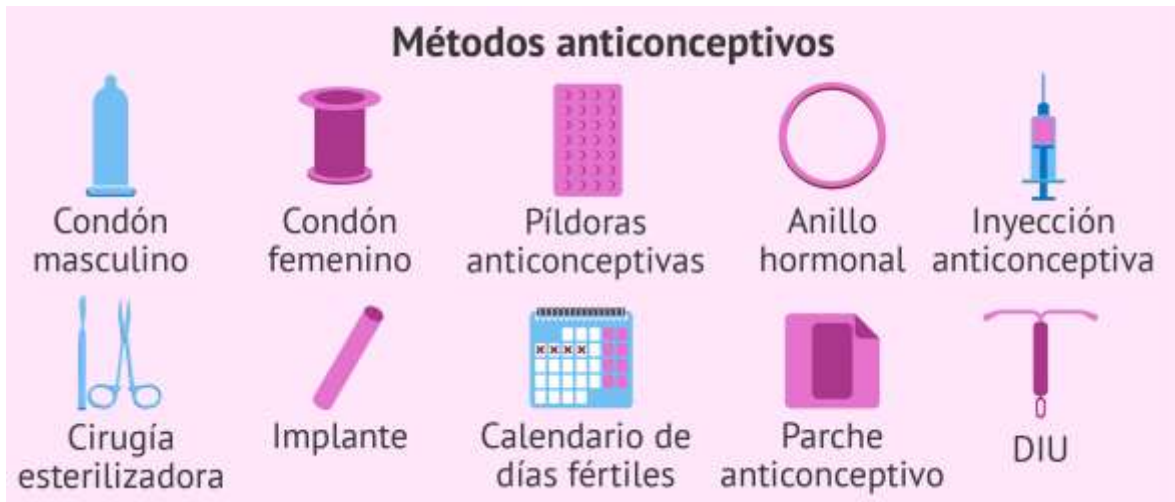 Métodos anticonceptivos
Condón
masculino
Condón
femenino
Píldoras
anticonceptivas
Anillo
hormonal
Inyección
anticonceptiva
Cirugía
esterilizadora
Implante
Calendario de
días fértiles
Parche
anticonceptivo
DIU